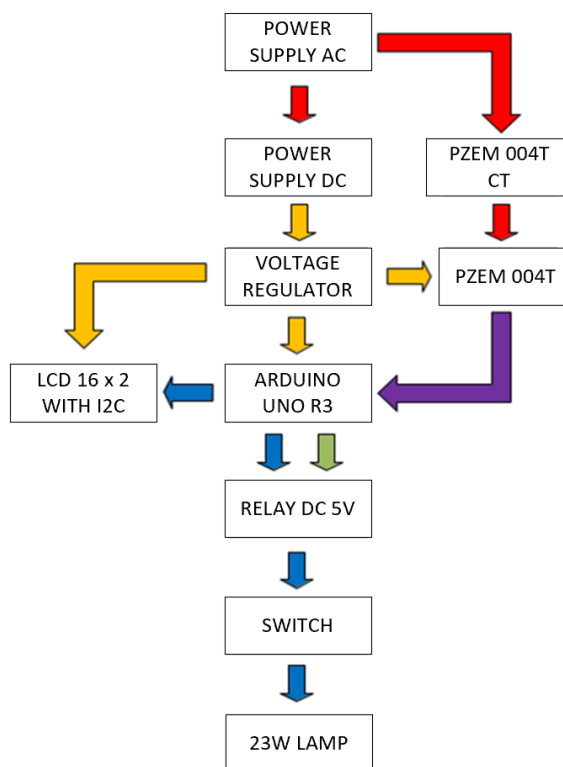 POWER
SUPPLY AC
POWER
SUPPLY DC
PZEM 004T
CT
VOLTAGE
REGULATOR
PZEM 004T
LCD 16 x 2
WITH I2C
ARDUINO
UNO R3
RELAY DC 5V
SWITCH
23W LAMP